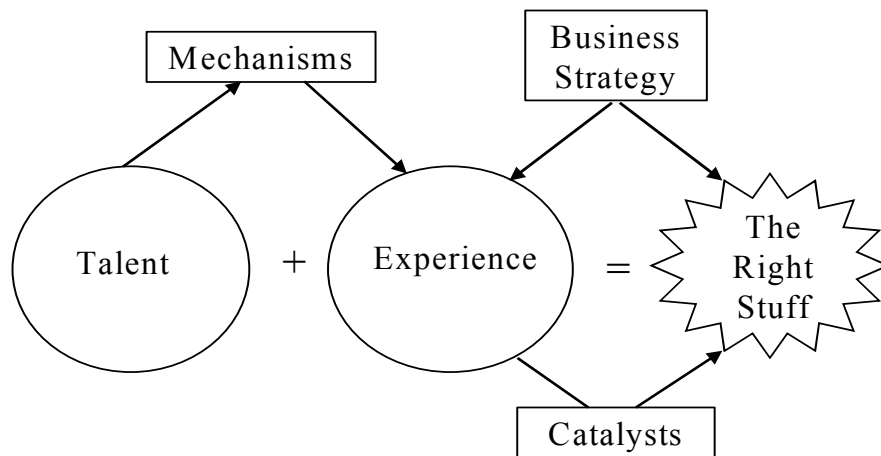 Mechanisms
Business
Strategy
Talent
+
Experience
=
The
Right
Stuff
Catalysts